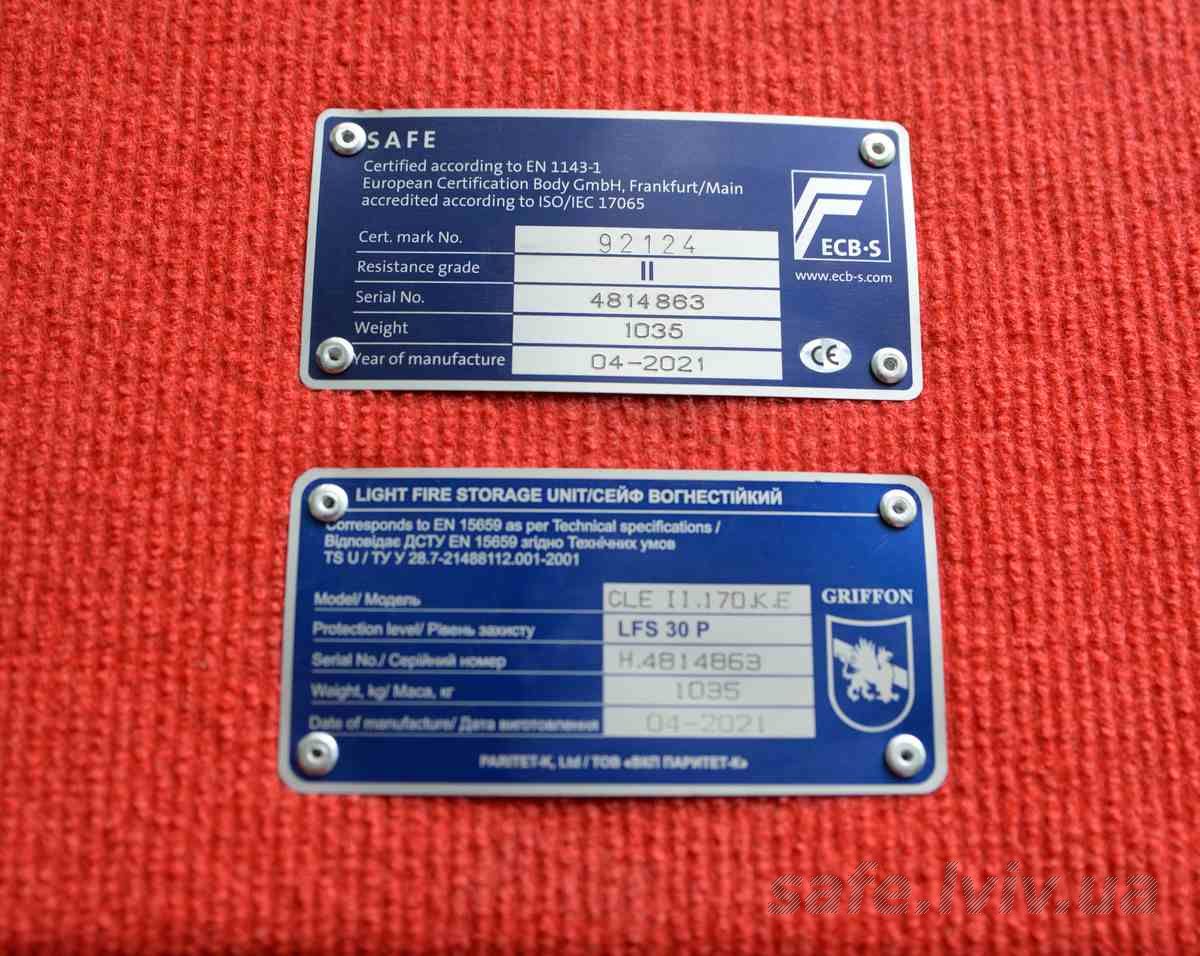 SAFE
Certified according to EN 1143-1
European Certification Body GmbH, Frankfurt/Main
accredited according to ISO/IEC 17065
Cert. mark No. 92124
Resistance grade II
Serial No. 4814863
Weight 1035
Year of manufacture 04-2021
ECB·S
www.ecb-s.com
CE
LIGHT FIRE STORAGE UNIT/СЕЙФ ВОГНЕСТІЙКИЙ
Corresponds to EN 15659 as per Technical specifications /
Відповідає ДСТУ EN 15659 згідно Технічних умов
TS U / ТУ У 28.7-21488112.001-2001
Model/ Модель CLE II.170.K.E
Protection level/ Рівень захисту LFS 30 P
Serial No./ Серійний номер H.4814863
Weight, kg/ Маса, кг 1035
Date of manufacture/ Дата виготовлення 04-2021
GRIFFON
PARITET-K, Ltd / ТОВ «ВКП ПАРИТЕТ-К»
safe.lviv.ua